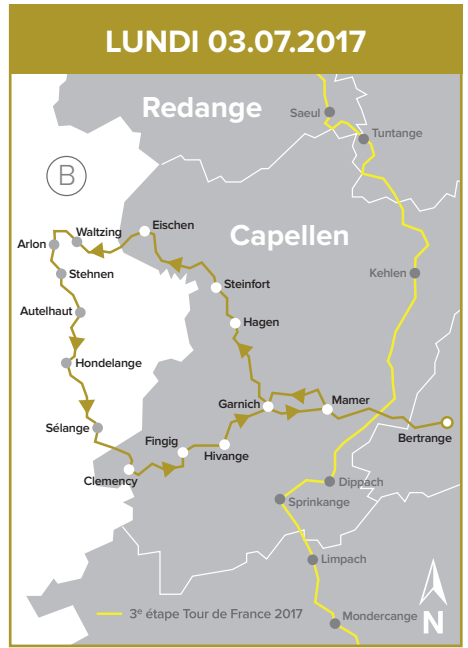 LUNDI 03.07.2017
Redange
Saeul
Tuntange
B
Eischen
Waltzing
Arlon
Capellen
Stehnen
Kehlen
Steinfort
Autelhaut
Hagen
Hondelange
Garnich
Mamer
Bertrange
Sélange
Fingig
Hivange
Clemency
Dippach
Sprinkange
Limpach
3e étape Tour de France 2017
Mondercange
N